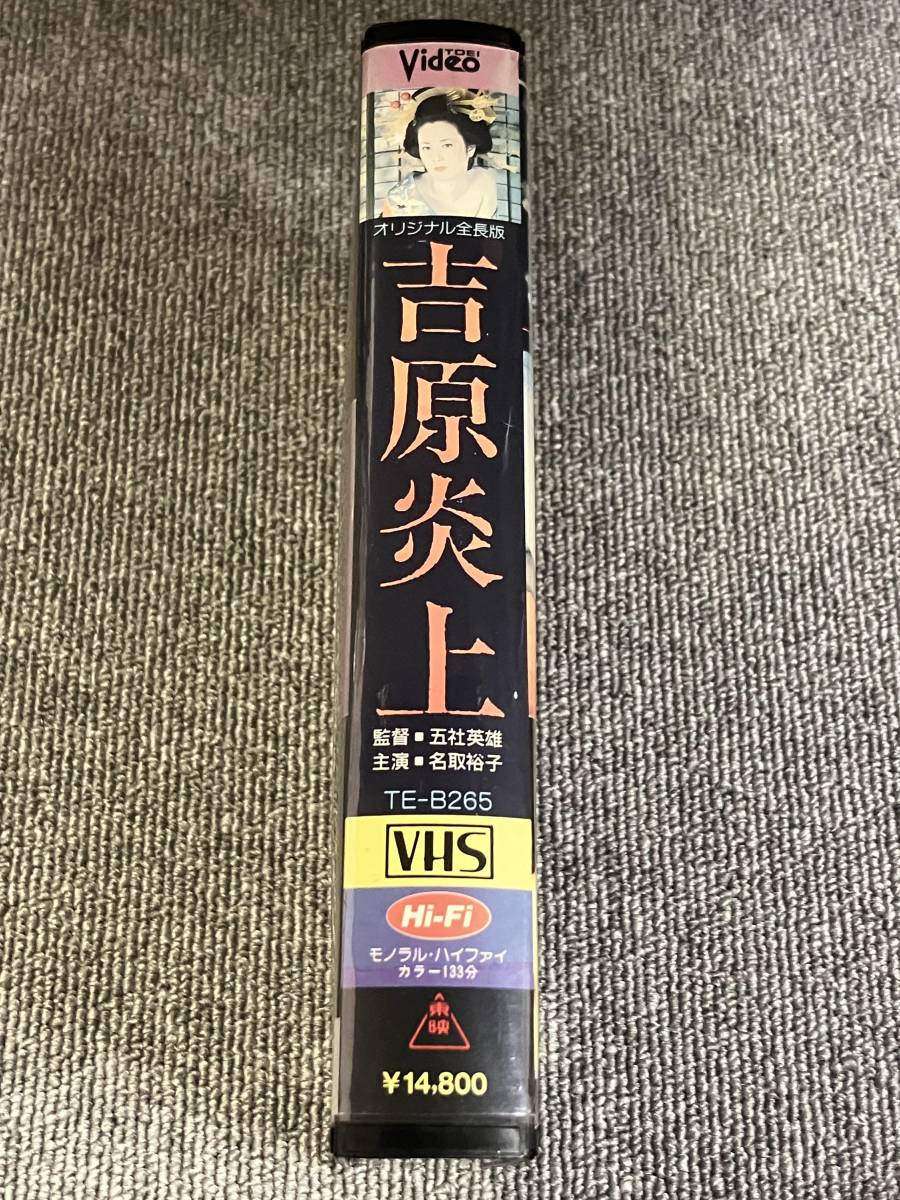 TOEI
Video
オリジナル全長版
吉原炎上
監督■五社英雄
主演■名取裕子
TE-B265
VHS
Hi-Fi
モノラル・ハイファイ
カラー133分
東映
¥14,800